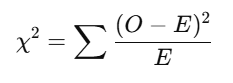 χ² = ∑ (O − E)² / E